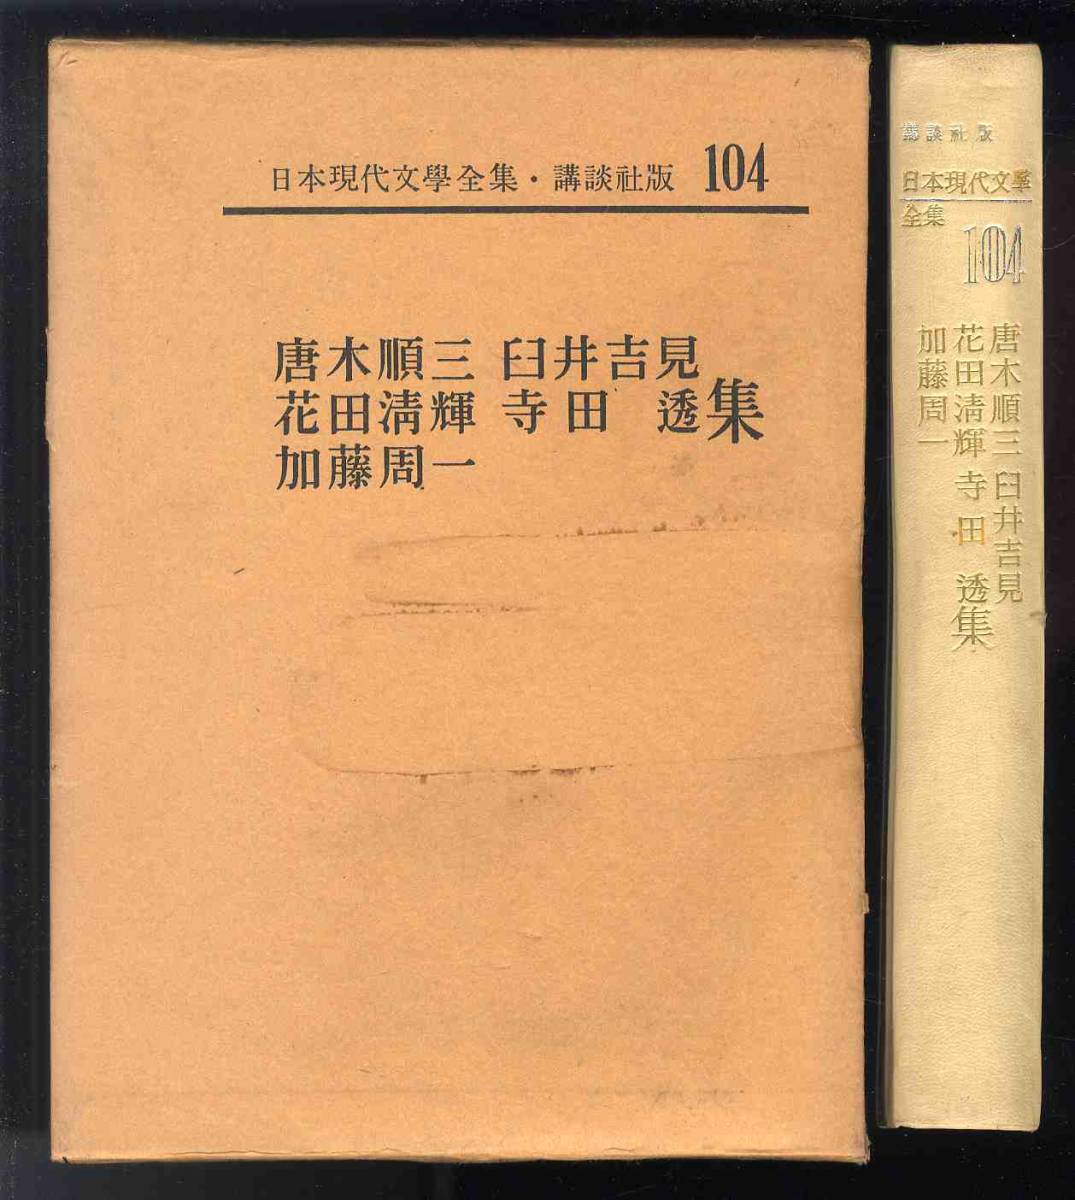 日本現代文學全集・講談社版 104
唐木順三 臼井吉見
花田淸輝 寺田 透 集
加藤周一
講談社版
日本現代文學
全集
104
唐木順三 臼井吉見
花田淸輝 寺田 透 集
加藤周一